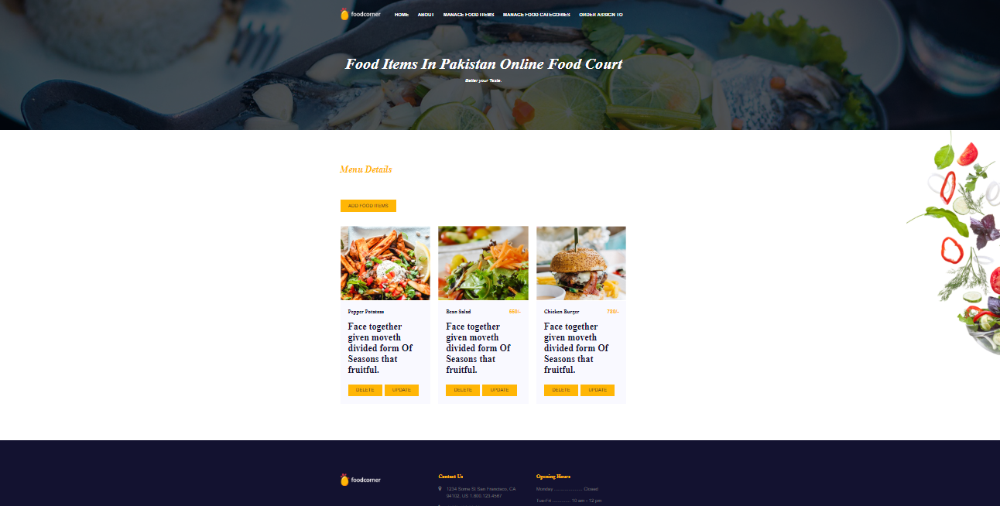 foodcorner HOME ABOUT MANAGE FOOD ITEMS MANAGE FOOD CATEGORIES ORDER ASSIGN TO
Food Items In Pakistan Online Food Court
Better your Taste.
Menu Details
ADD FOOD ITEMS
Pepper Potatoas
Face together
given moveth
divided form Of
Seasons that
fruitful.
DELETE UPDATE
Bean Salad 650/-
Face together
given moveth
divided form Of
Seasons that
fruitful.
DELETE UPDATE
Chicken Burger 730/-
Face together
given moveth
divided form Of
Seasons that
fruitful.
DELETE UPDATE
foodcorner
Contact Us
1234 Some St San Francisco, CA
94102, US 1.800.123.4567
Opening Hours
Monday ...................... Closed
Tue-Fri .............. 10 am - 12 pm